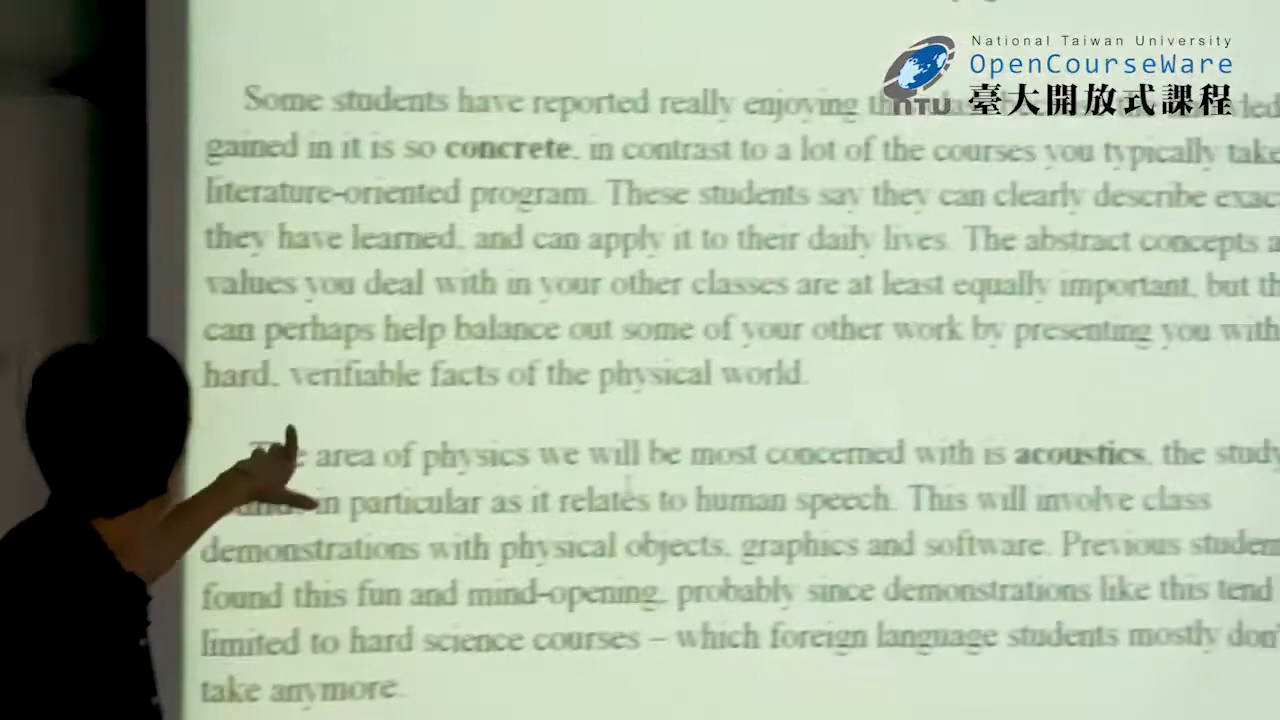 National Taiwan University
OpenCourseWare
NTU 臺大開放式課程
Some students have reported really enjoying
gained in it is so concrete, in contrast to a lot of the courses you typically take
literature-oriented program. These students say they can clearly describe
they have learned, and can apply it to their daily lives. The abstract concepts
values you deal with in your other classes are at least equally important, but
can perhaps help balance out some of your other work by presenting you with
hard, verifiable facts of the physical world.
area of physics we will be most concerned with is acoustics, the study
in particular as it relates to human speech. This will involve class
demonstrations with physical objects, graphics and software. Previous
found this fun and mind-opening, probably since demonstrations like this tend
limited to hard science courses – which foreign language students mostly don'
take anymore.